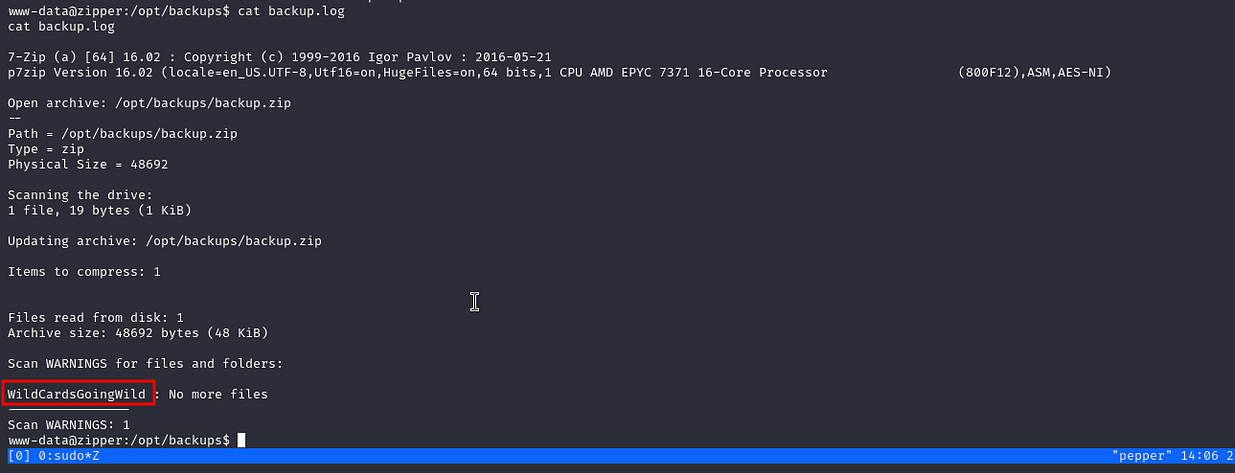 www-data@zipper:/opt/backups$ cat backup.log
cat backup.log
7-Zip (a) [64] 16.02 : Copyright (c) 1999-2016 Igor Pavlov : 2016-05-21
p7zip Version 16.02 (locale=en_US.UTF-8,Utf16=on,HugeFiles=on,64 bits,1 CPU AMD EPYC 7371 16-Core Processor (800F12),ASM,AES-NI)
Open archive: /opt/backups/backup.zip
--
Path = /opt/backups/backup.zip
Type = zip
Physical Size = 48692
Scanning the drive:
1 file, 19 bytes (1 KiB)
Updating archive: /opt/backups/backup.zip
Items to compress: 1
Files read from disk: 1
Archive size: 48692 bytes (48 KiB)
Scan WARNINGS for files and folders:
WildCardsGoingWild : No more files
----------------
Scan WARNINGS: 1
www-data@zipper:/opt/backups$
[0] 0:sudo*Z "pepper" 14:06 2